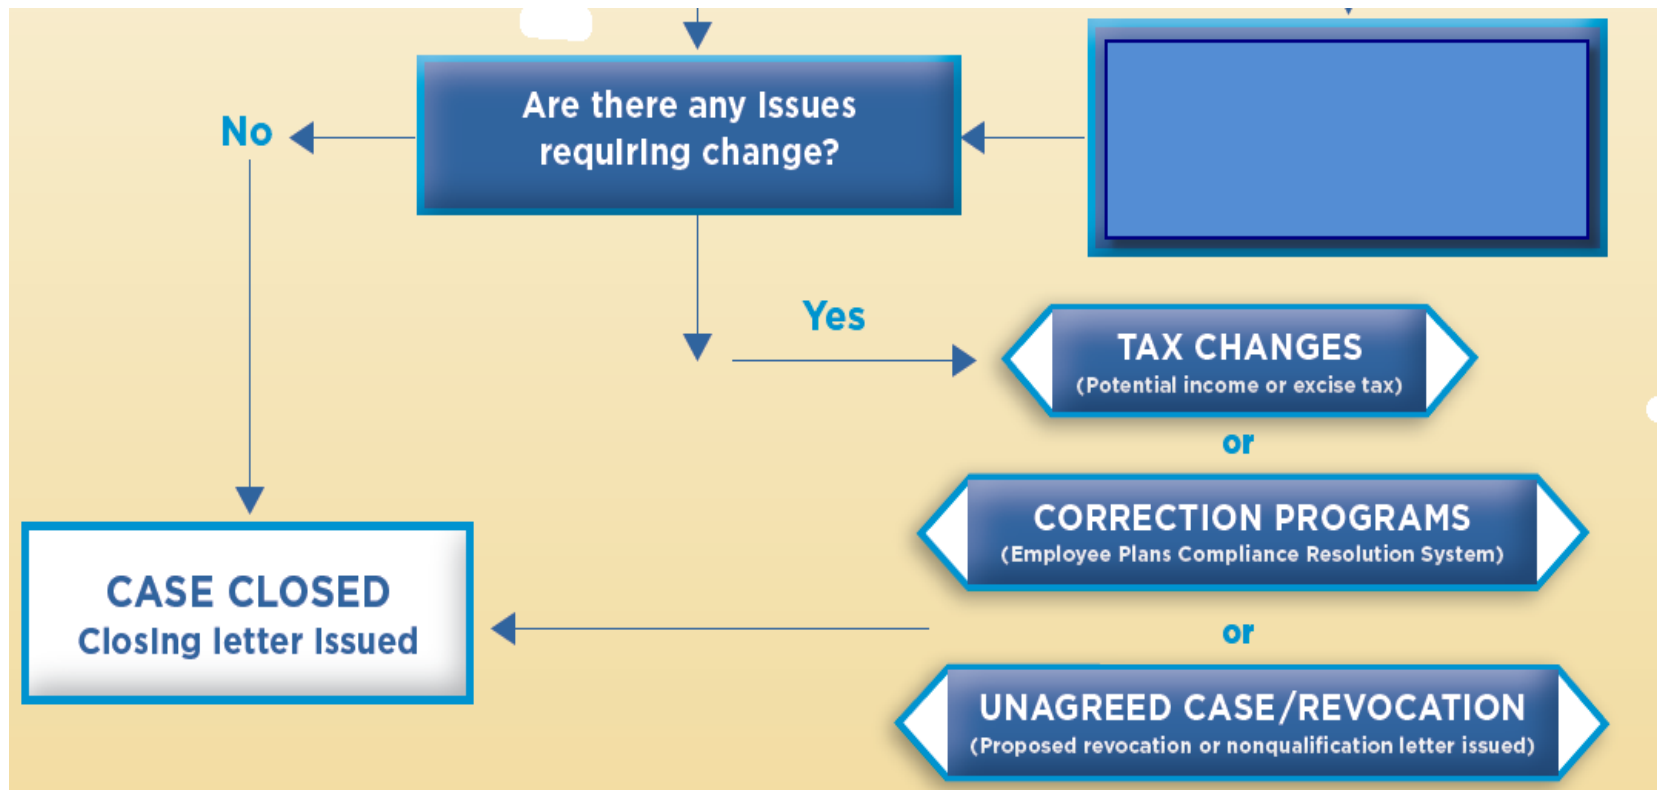 Are there any Issues
requiring change?
No
Yes
TAX CHANGES
(Potential income or excise tax)
or
CORRECTION PROGRAMS
(Employee Plans Compliance Resolution System)
CASE CLOSED
Closing letter Issued
or
UNAGREED CASE/REVOCATION
(Proposed revocation or nonqualification letter issued)